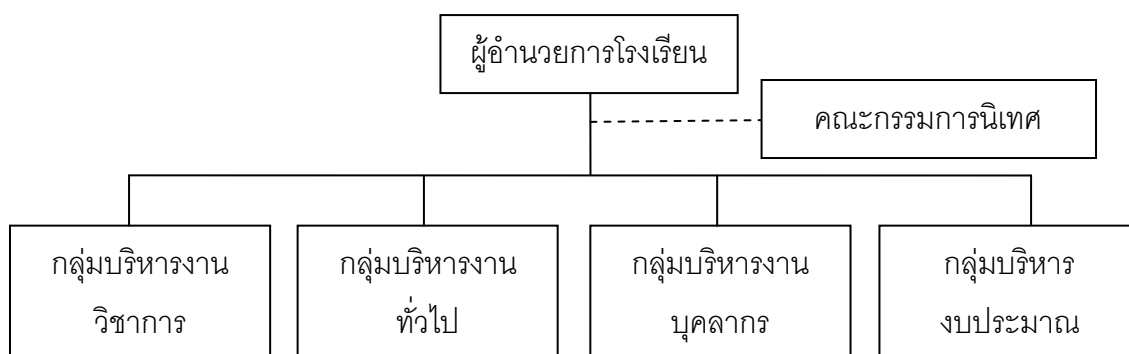 ผู้อำนวยการโรงเรียน
คณะกรรมการนิเทศ
กลุ่มบริหารงาน
วิชาการ
กลุ่มบริหารงาน
ทั่วไป
กลุ่มบริหารงาน
บุคลากร
กลุ่มบริหาร
งบประมาณ